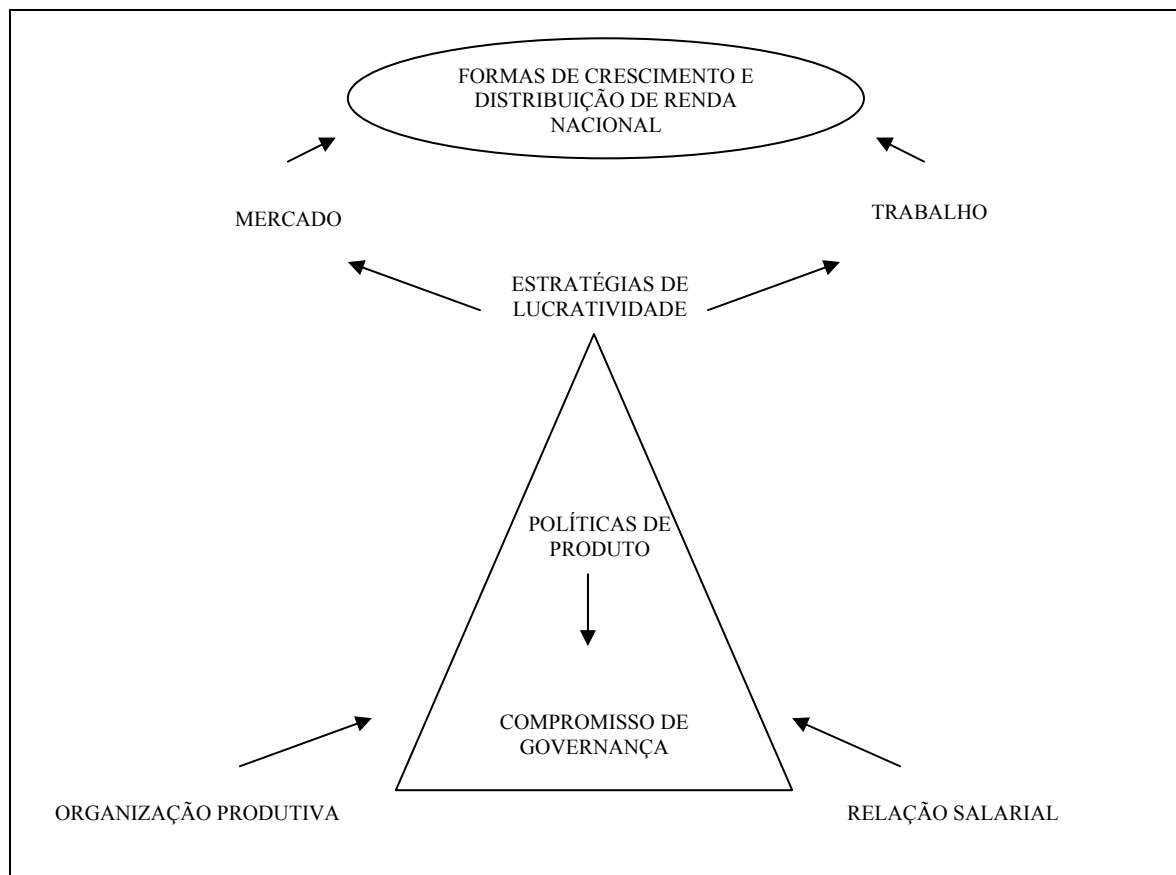 FORMAS DE CRESCIMENTO E
DISTRIBUIÇÃO DE RENDA
NACIONAL
MERCADO
TRABALHO
ESTRATÉGIAS DE
LUCRATIVIDADE
POLÍTICAS DE
PRODUTO
COMPROMISSO DE
GOVERNANÇA
ORGANIZAÇÃO PRODUTIVA
RELAÇÃO SALARIAL